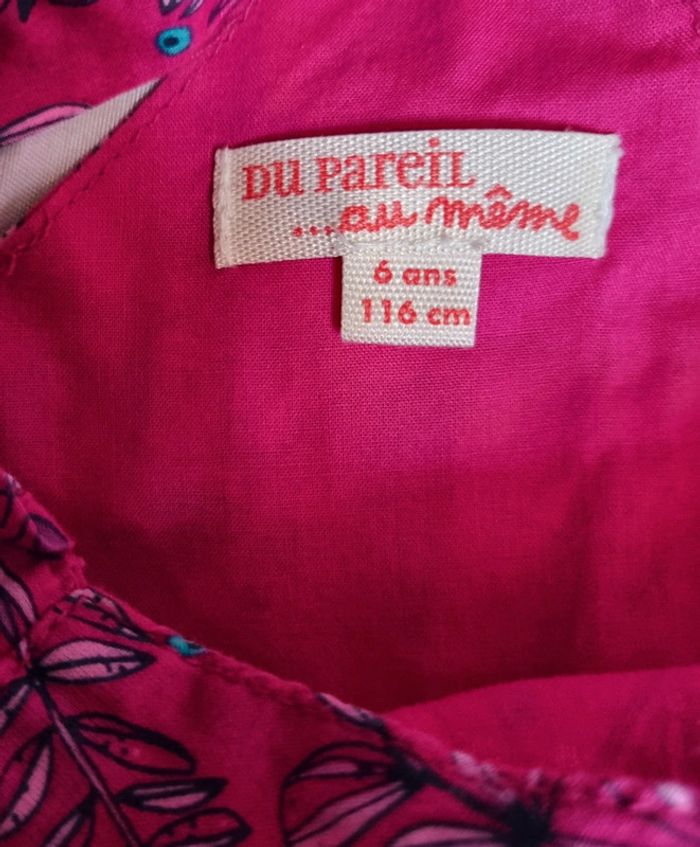 DU PareiL
...au même
6 ans
116 cm